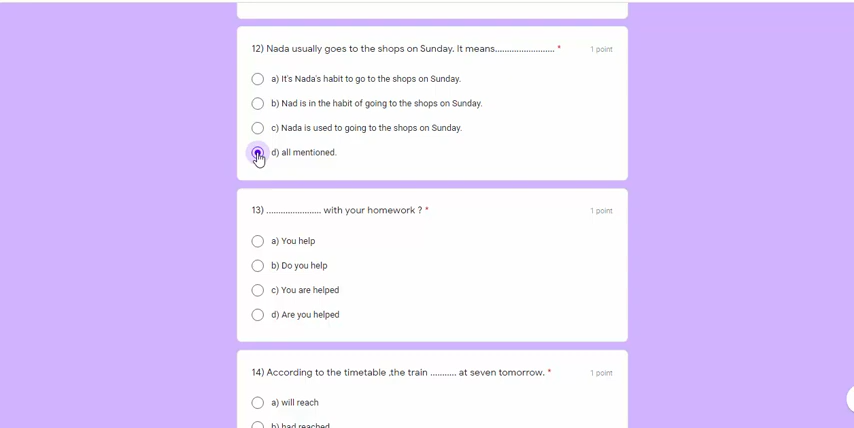 12) Nada usually goes to the shops on Sunday. It means......................... *
1 point
a) It's Nada's habit to go to the shops on Sunday.
b) Nad is in the habit of going to the shops on Sunday.
c) Nada is used to going to the shops on Sunday.
d) all mentioned.
13) ....................... with your homework ? *
1 point
a) You help
b) Do you help
c) You are helped
d) Are you helped
14) According to the timetable ,the train ........... at seven tomorrow. *
1 point
a) will reach
b) had reached